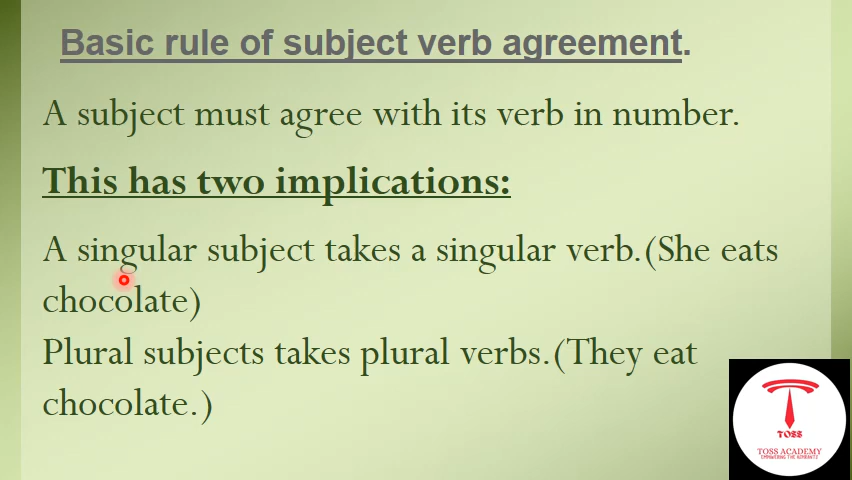 Basic rule of subject verb agreement.
A subject must agree with its verb in number.
This has two implications:
A singular subject takes a singular verb.(She eats
chocolate)
Plural subjects takes plural verbs.(They eat
chocolate.)
TOSS
TOSS ACADEMY